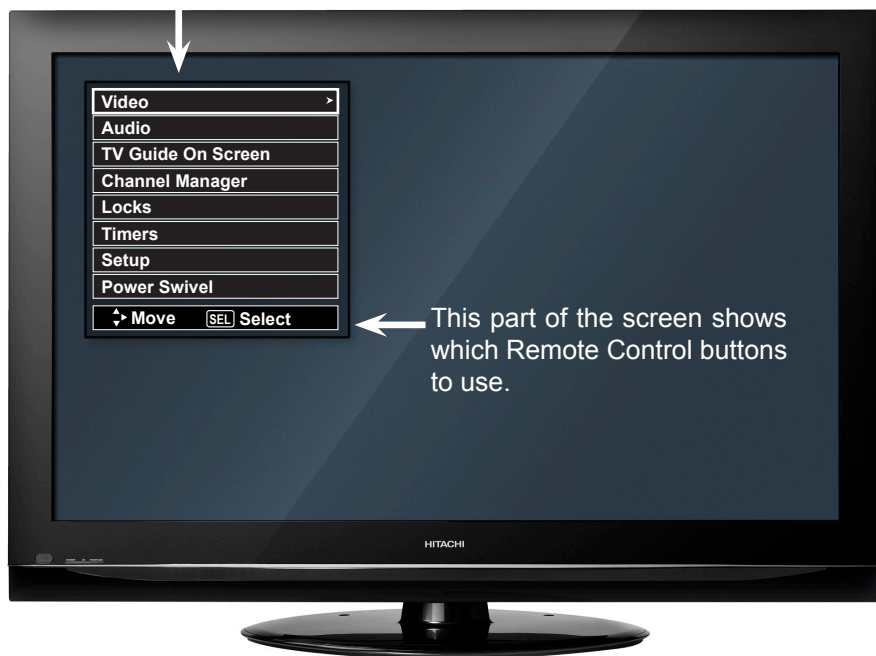 Video
Audio
TV Guide On Screen
Channel Manager
Locks
Timers
Setup
Power Swivel
Move SEL Select
This part of the screen shows
which Remote Control buttons
to use.
HITACHI